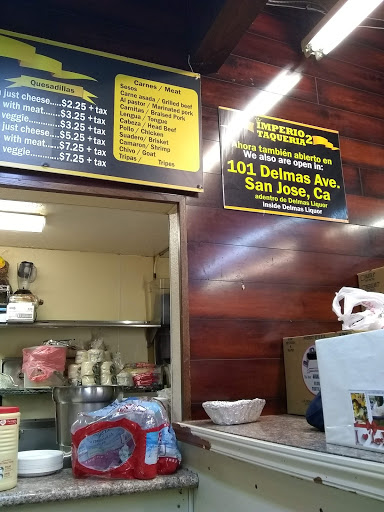 Quesadillas
just cheese.....$2.25 + tax
with meat........$3.25 + tax
veggie.............$3.25 + tax
just cheese.....$5.25 + tax
with meat.......$7.25 + tax
veggie............$7.25 + tax
Carnes / Meat
Sesos
Carne asada / Grilled beef
Al pastor / Marinated pork
Carnitas / Braised Pork
Lengua / Tongue
Cabeza / Head Beef
Suadero / Brisket
Pollo / Chicken
Camaron / Shrimp
Chivo / Goat
Tripas / Tripes
IMPERIO 2
TAQUERIA
Ahora también abierto en
We also are open in:
101 Delmas Ave.
San Jose, Ca
adentro de Delmas Liquor
Inside Delmas Liquor